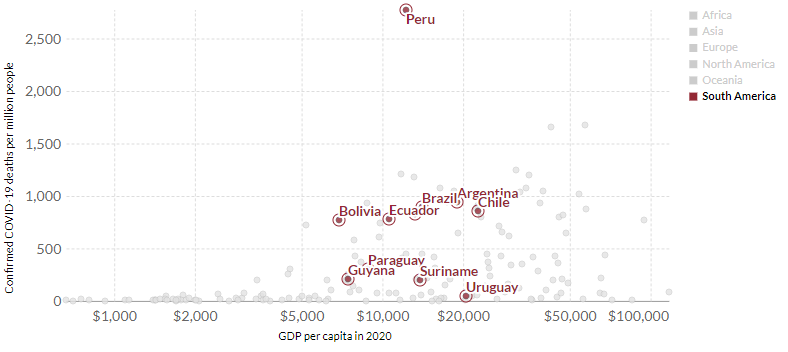 Peru
Africa
Asia
Europe
North America
Oceania
South America
2,500
2,000
1,500
1,000
500
0
Confirmed COVID-19 deaths per million people
Brazil
Argentina
Bolivia
Ecuador
Chile
Paraguay
Guyana
Suriname
Uruguay
$1,000
$2,000
$5,000
$10,000
$20,000
$50,000
$100,000
GDP per capita in 2020